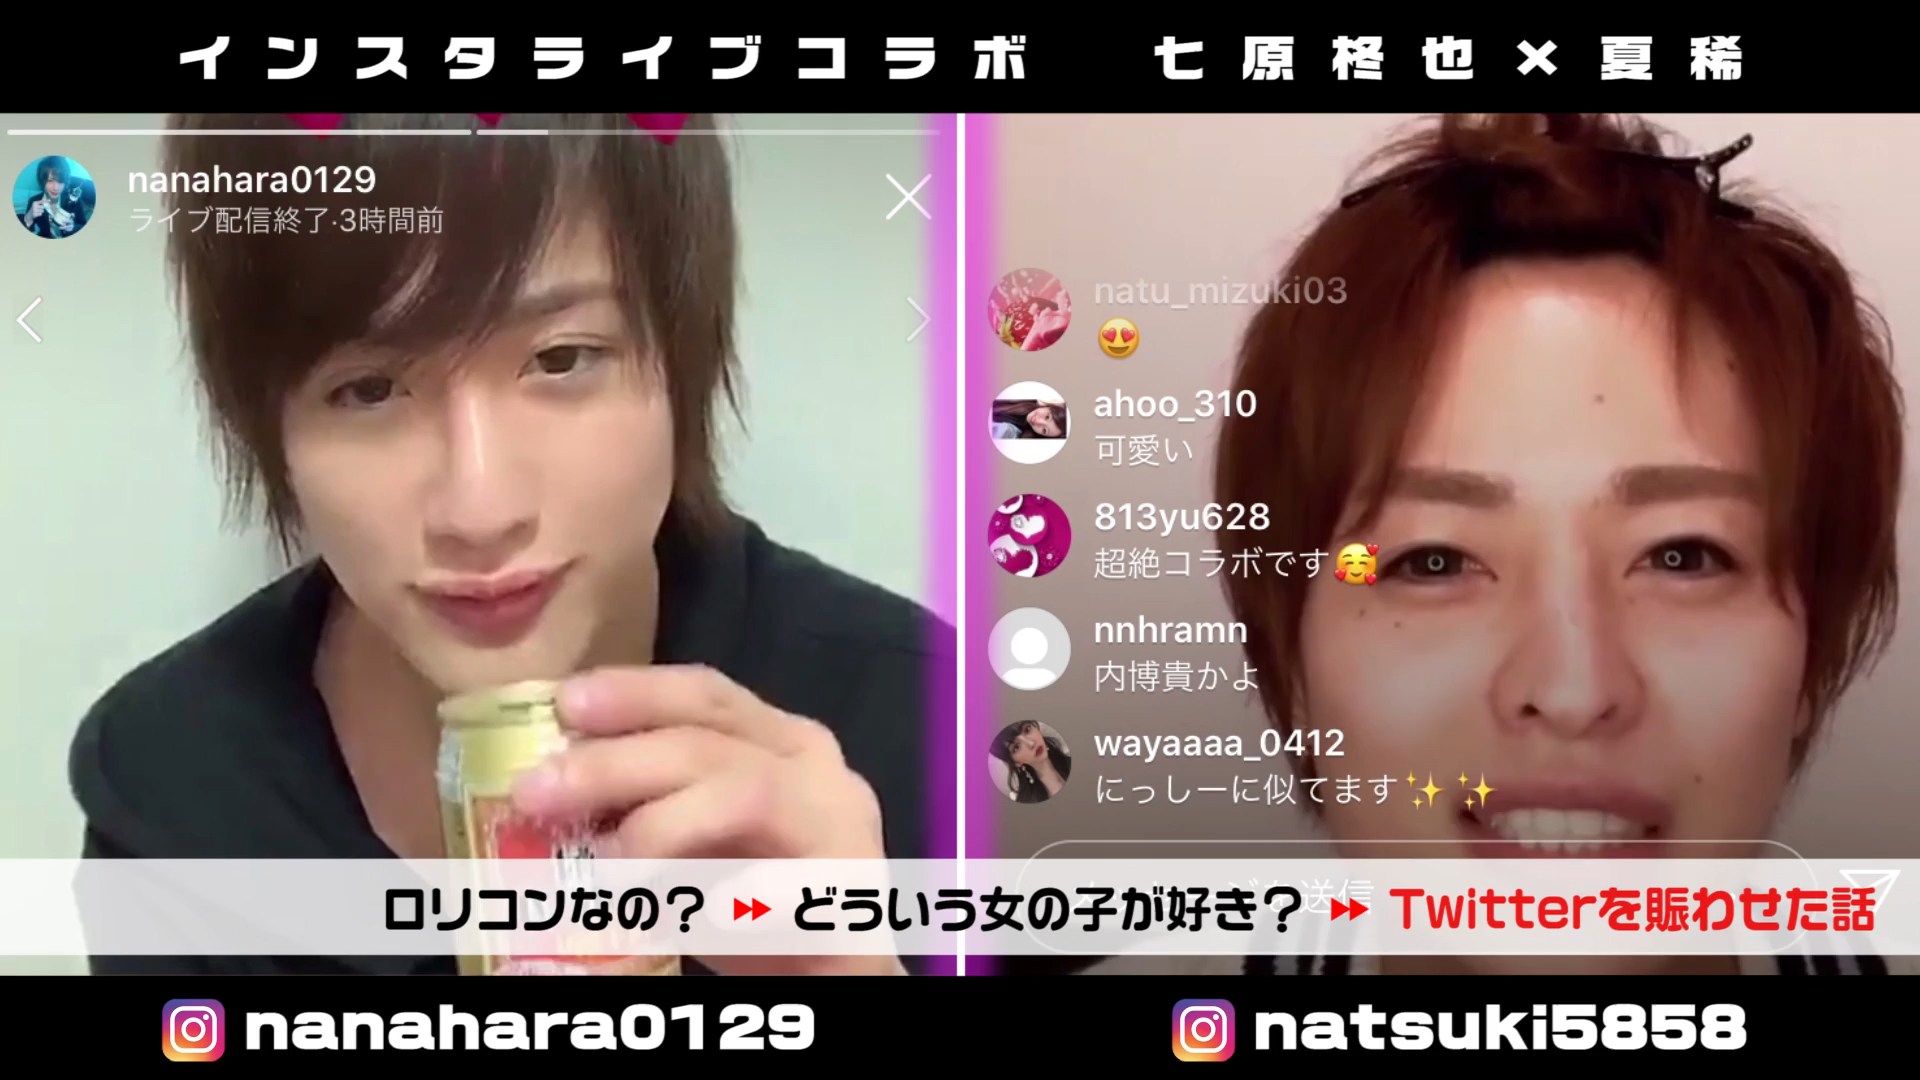 インスタライブコラボ 七原柊也×夏稀
nanahara0129
ライブ配信終了·3時間前
natu_mizuki03
😍
ahoo_310
可愛い
813yu628
超絶コラボです🥰
nnhramn
内博貴かよ
wayaaaa_0412
にっしーに似てます✨ ✨
を送信
ロリコンなの？ ▶▶ どういう女の子が好き？ ▶▶ Twitterを賑わせた話
nanahara0129
natsuki5858